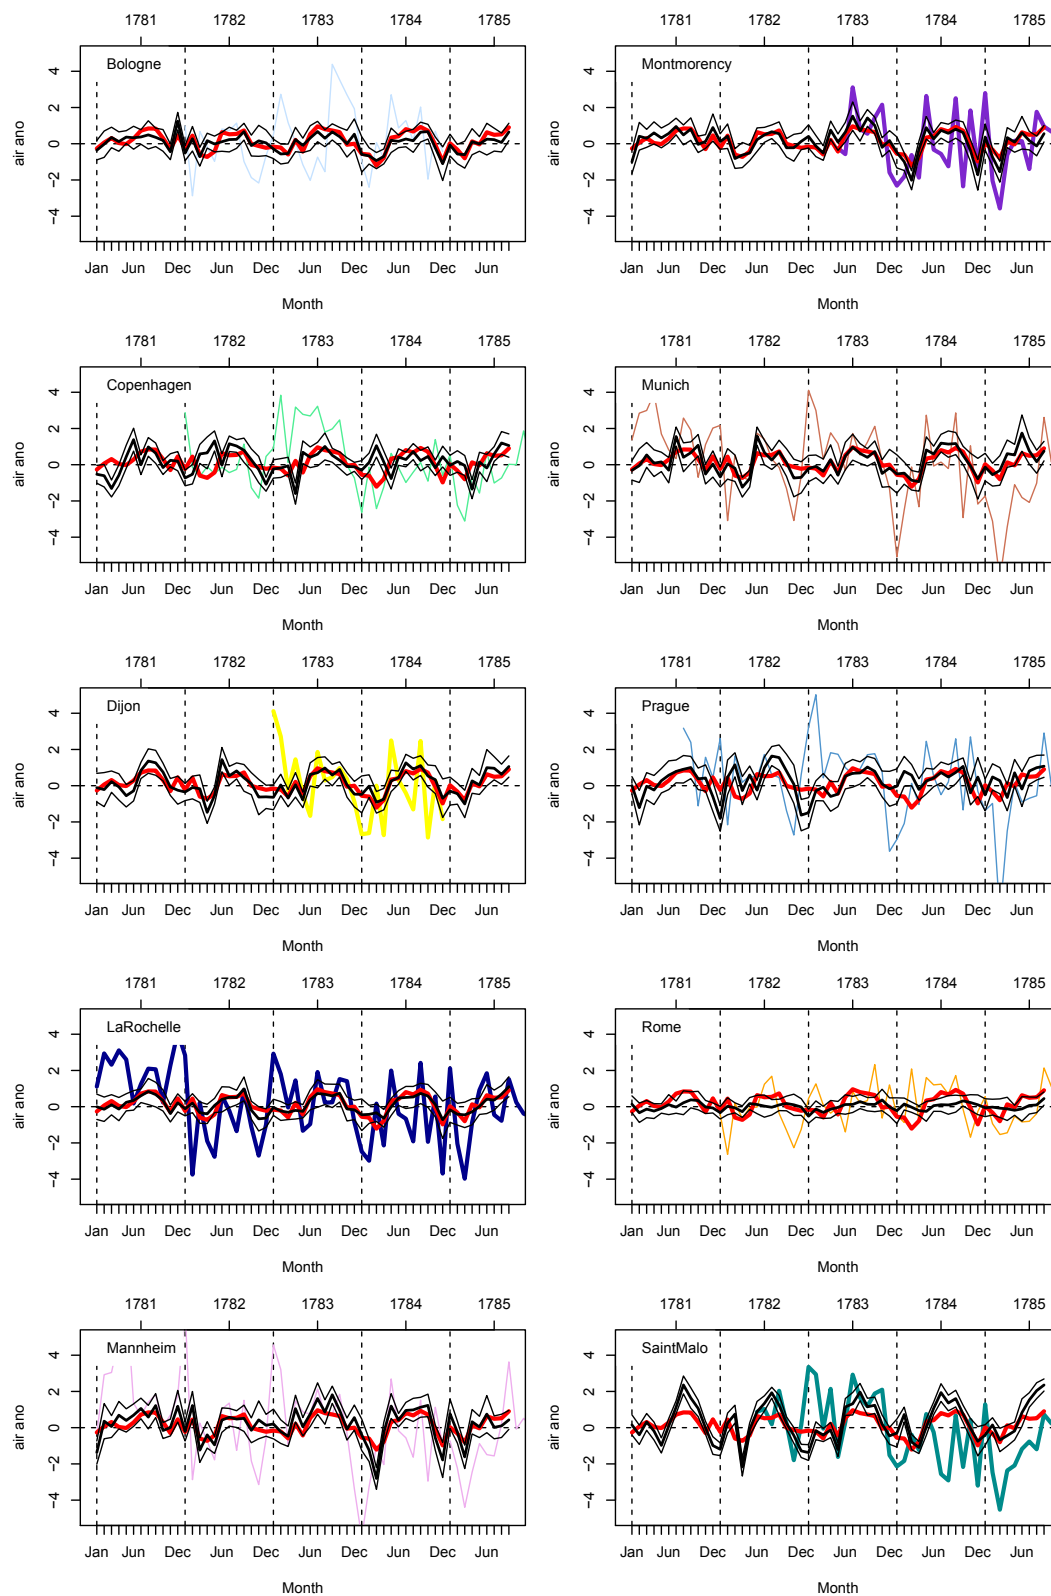 1781 1782 1783 1784 1785
Bologne
air ano
4
2
0
−2
−4
Jan Jun Dec Jun Dec Jun Dec Jun Dec Jun
Month
1781 1782 1783 1784 1785
Montmorency
air ano
4
2
0
−2
−4
Jan Jun Dec Jun Dec Jun Dec Jun Dec Jun
Month
1781 1782 1783 1784 1785
Copenhagen
air ano
4
2
0
−2
−4
Jan Jun Dec Jun Dec Jun Dec Jun Dec Jun
Month
1781 1782 1783 1784 1785
Munich
air ano
4
2
0
−2
−4
Jan Jun Dec Jun Dec Jun Dec Jun Dec Jun
Month
1781 1782 1783 1784 1785
Dijon
air ano
4
2
0
−2
−4
Jan Jun Dec Jun Dec Jun Dec Jun Dec Jun
Month
1781 1782 1783 1784 1785
Prague
air ano
4
2
0
−2
−4
Jan Jun Dec Jun Dec Jun Dec Jun Dec Jun
Month
1781 1782 1783 1784 1785
LaRochelle
air ano
4
2
0
−2
−4
Jan Jun Dec Jun Dec Jun Dec Jun Dec Jun
Month
1781 1782 1783 1784 1785
Rome
air ano
4
2
0
−2
−4
Jan Jun Dec Jun Dec Jun Dec Jun Dec Jun
Month
1781 1782 1783 1784 1785
Mannheim
air ano
4
2
0
−2
−4
Jan Jun Dec Jun Dec Jun Dec Jun Dec Jun
Month
1781 1782 1783 1784 1785
SaintMalo
air ano
4
2
0
−2
−4
Jan Jun Dec Jun Dec Jun Dec Jun Dec Jun
Month